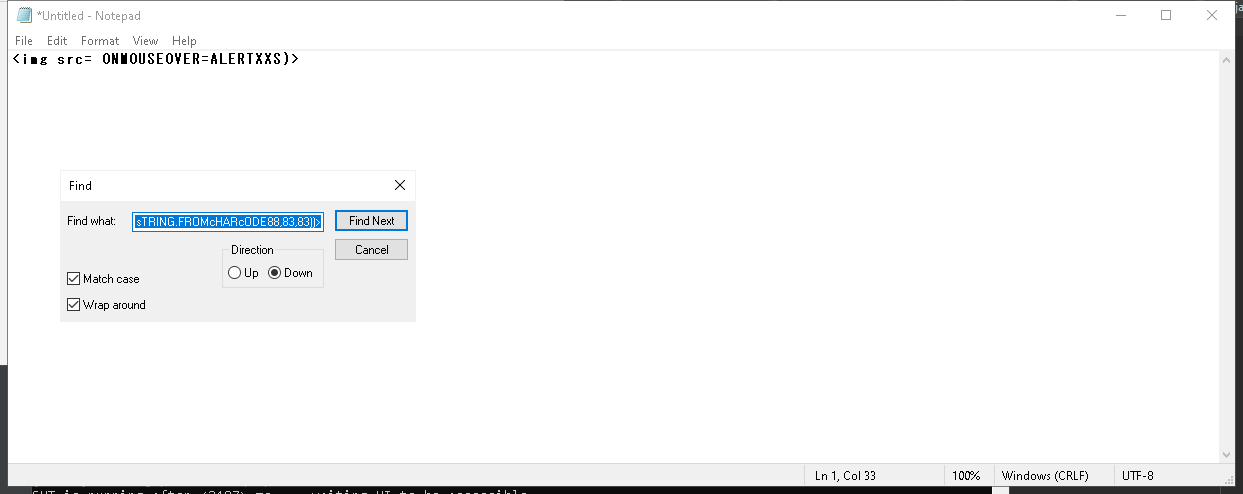 *Untitled - Notepad
File Edit Format View Help
<img src= ONMOUSEOVER=ALERTXXS)>
Find
Find what: sTRING.FROMcHARcODE88,83,83))> Find Next
Direction Cancel
Up Down
Match case
Wrap around
Ln 1, Col 33 100% Windows (CRLF) UTF-8